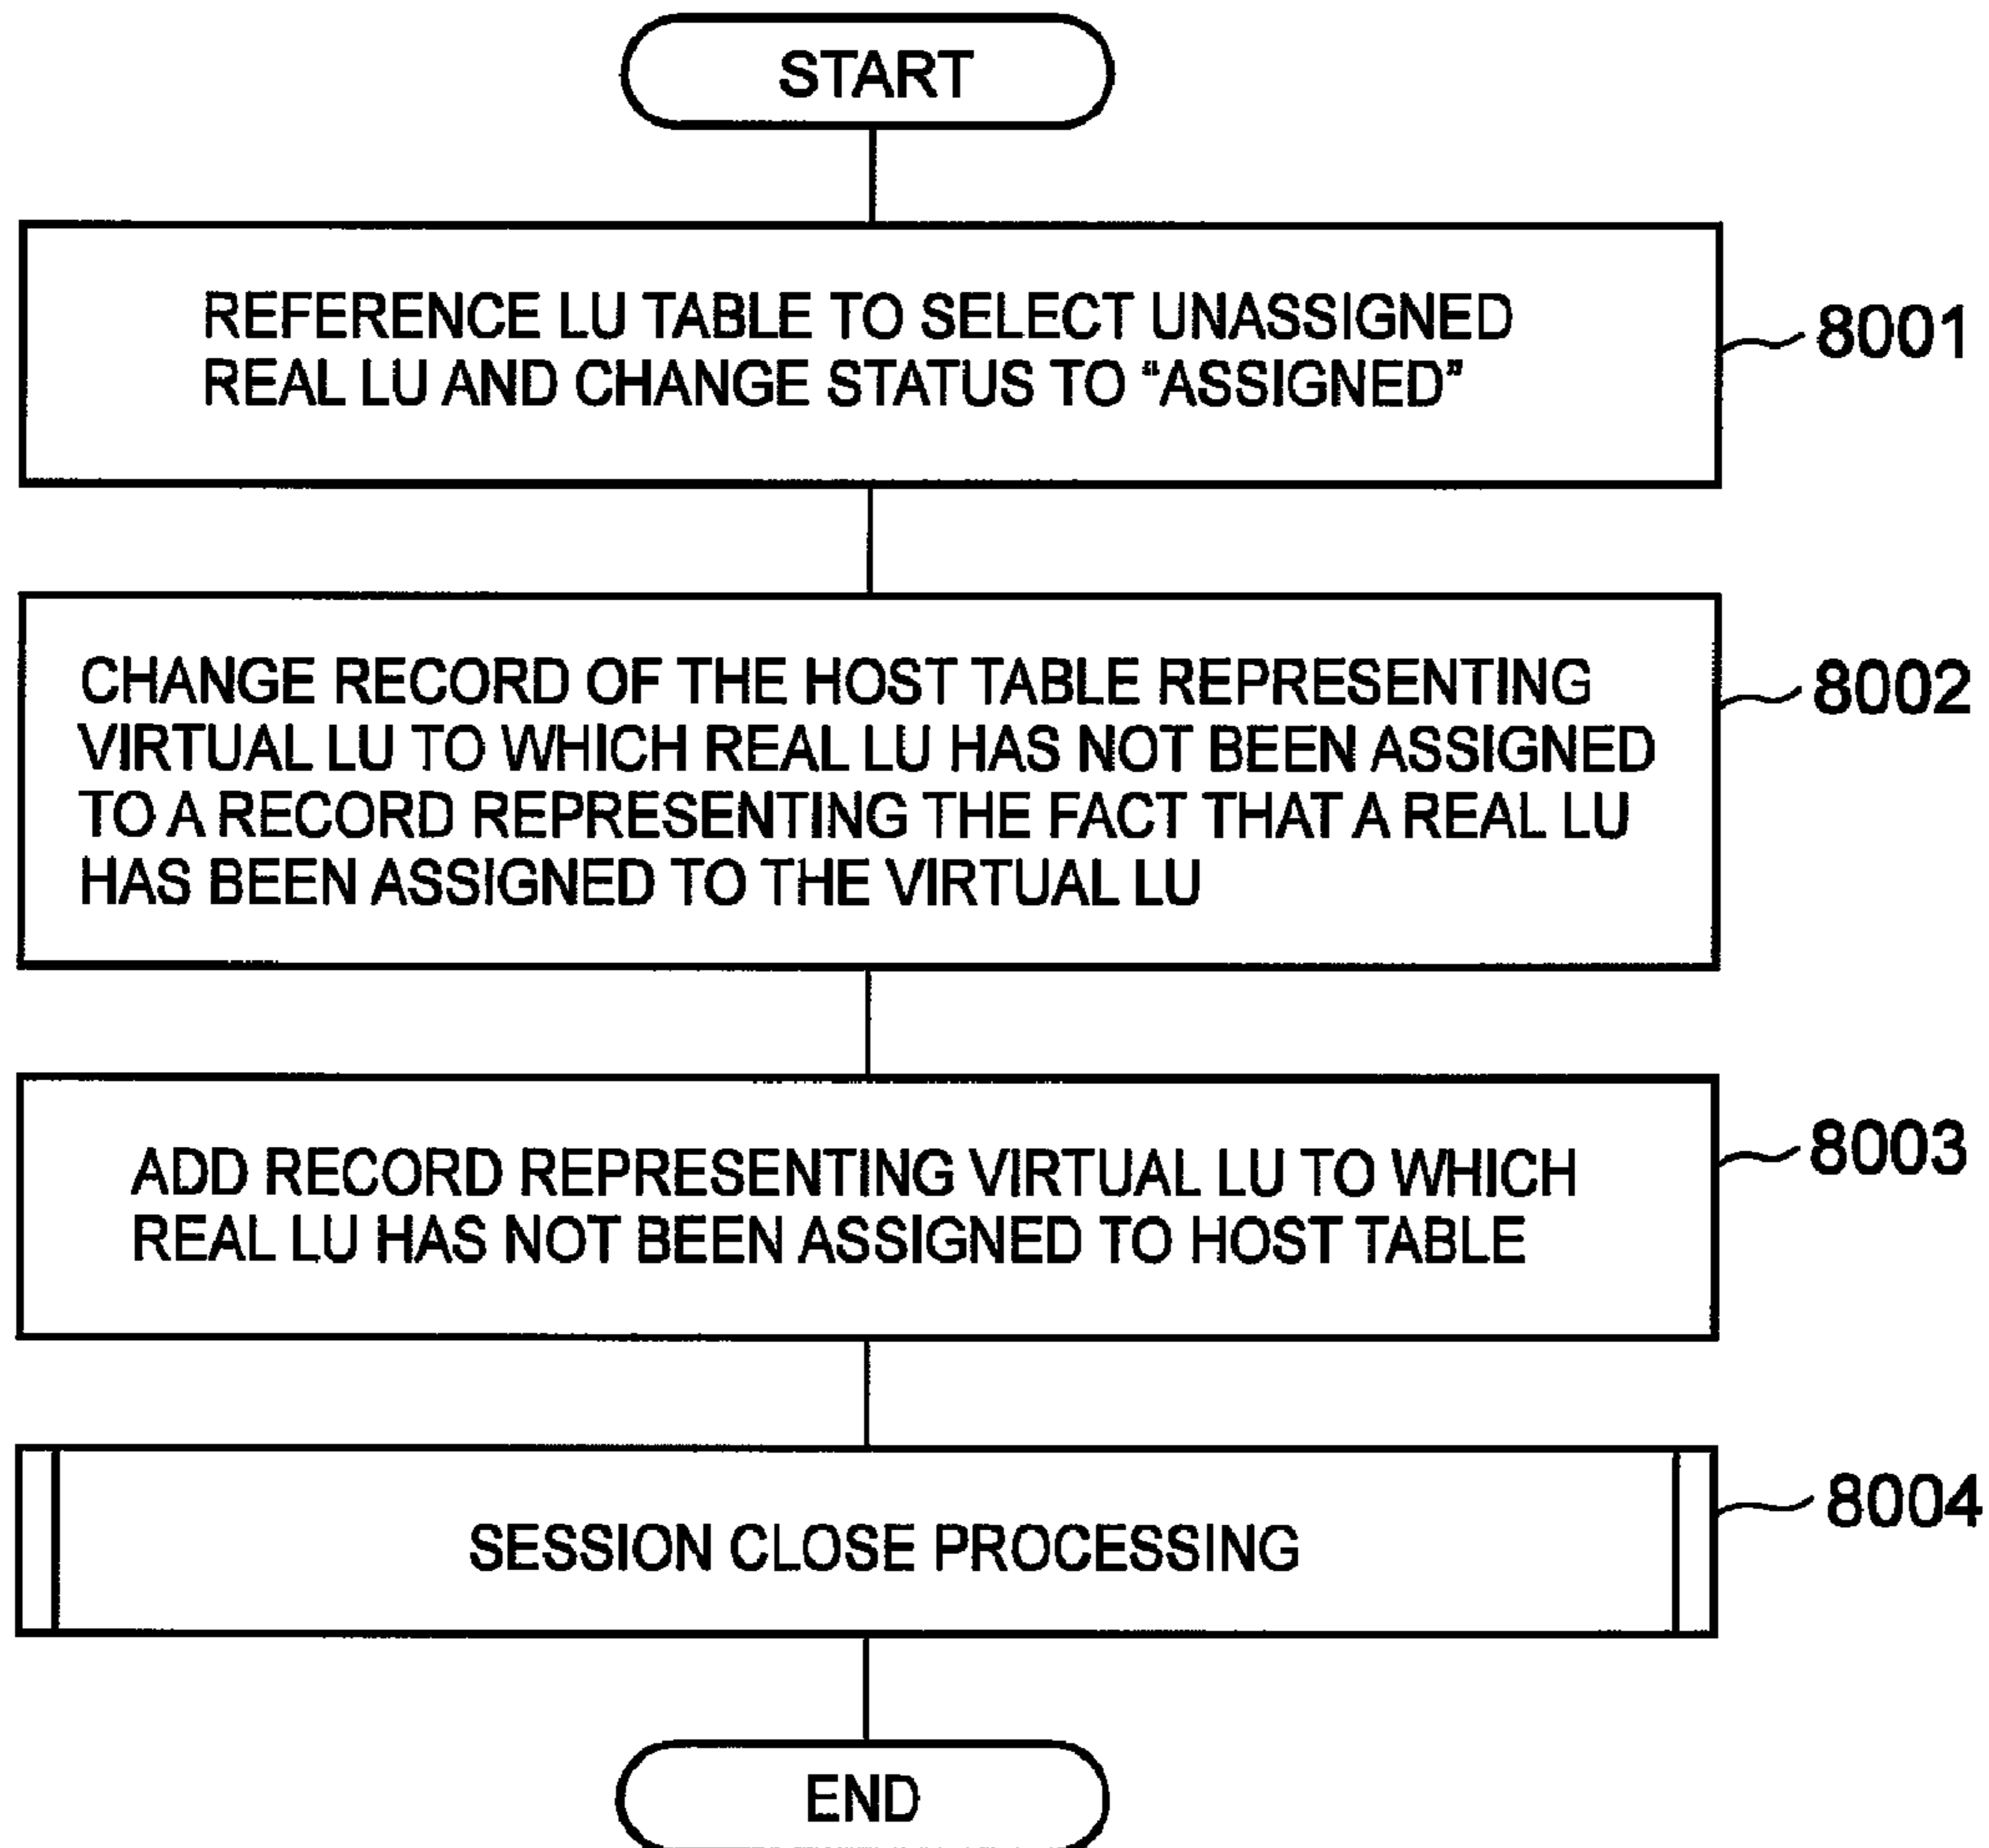 START
REFERENCE LU TABLE TO SELECT UNASSIGNED
REAL LU AND CHANGE STATUS TO “ASSIGNED”
8001
CHANGE RECORD OF THE HOST TABLE REPRESENTING
VIRTUAL LU TO WHICH REAL LU HAS NOT BEEN ASSIGNED
TO A RECORD REPRESENTING THE FACT THAT A REAL LU
HAS BEEN ASSIGNED TO THE VIRTUAL LU
8002
ADD RECORD REPRESENTING VIRTUAL LU TO WHICH
REAL LU HAS NOT BEEN ASSIGNED TO HOST TABLE
8003
SESSION CLOSE PROCESSING
8004
END